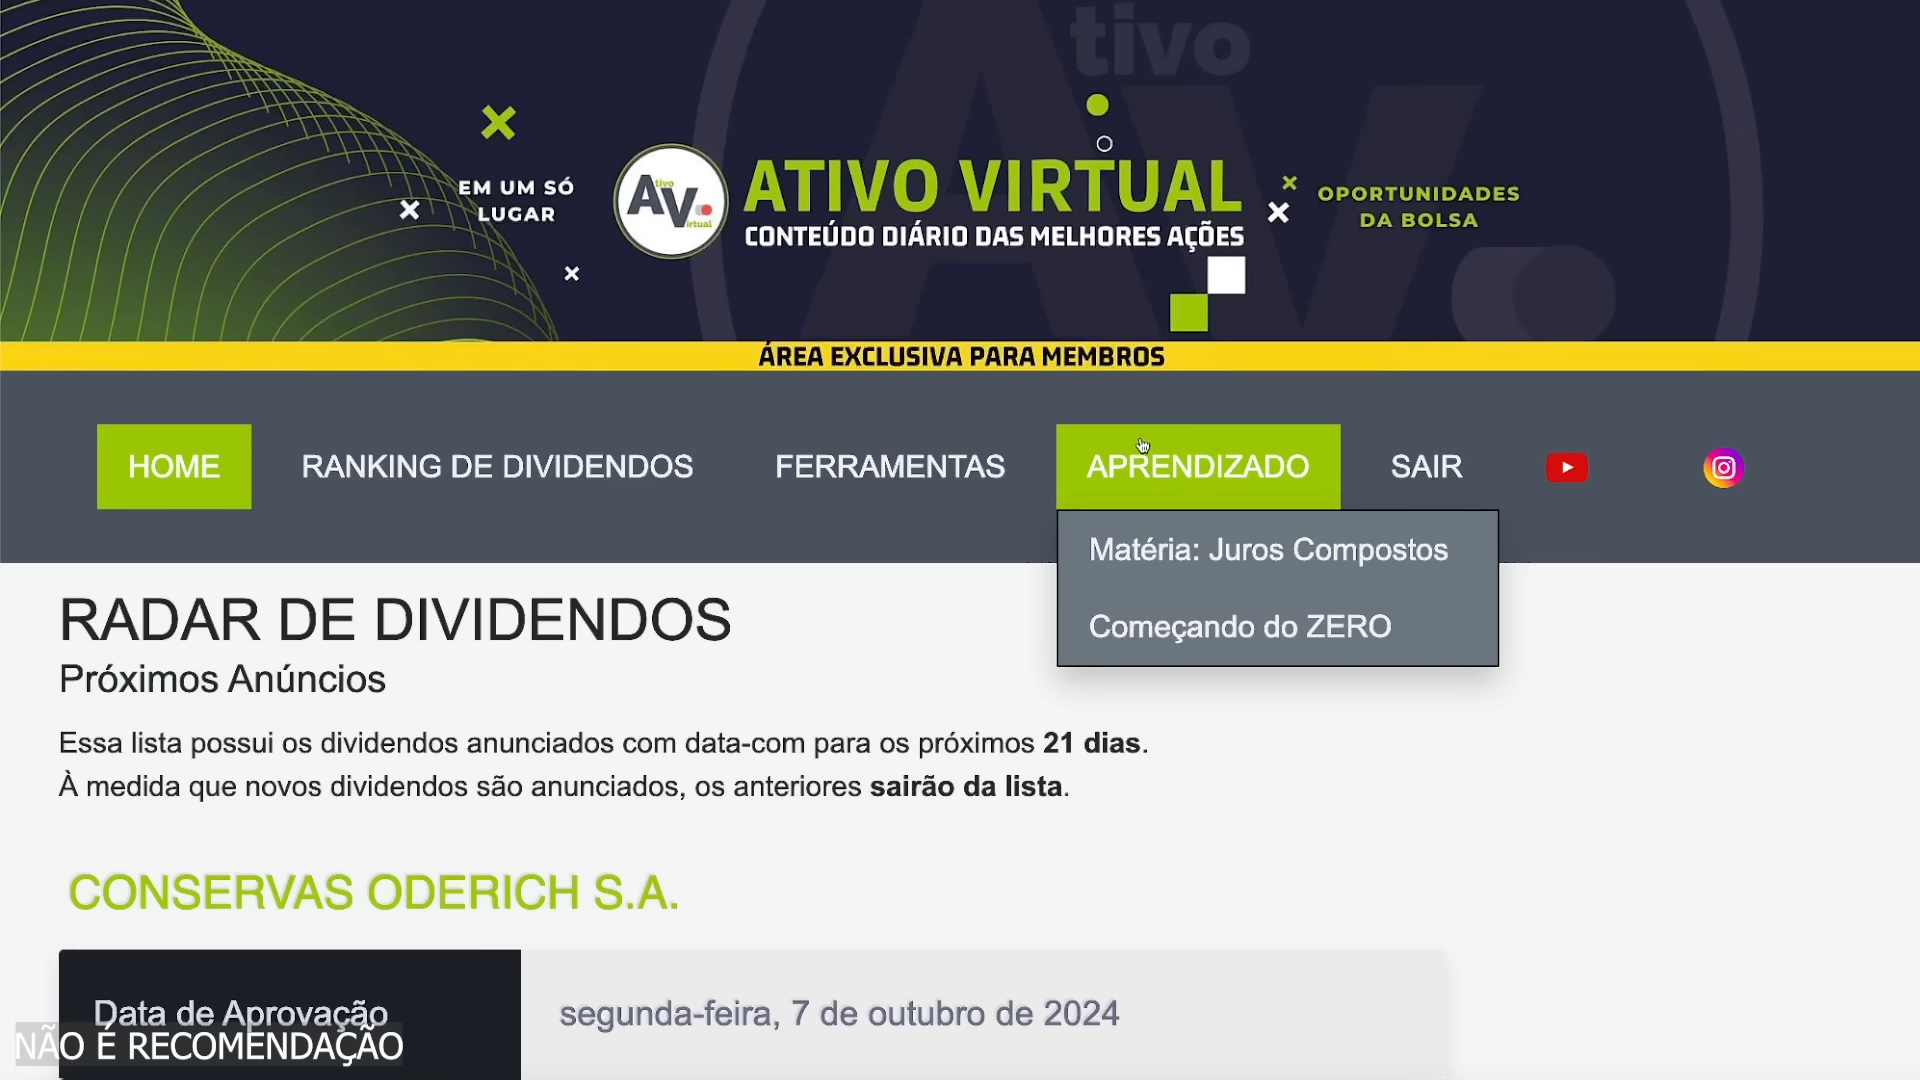 tivo
EM UM SÓ
LUGAR
Ativo
Virtual
ATIVO VIRTUAL
CONTEÚDO DIÁRIO DAS MELHORES AÇÕES
OPORTUNIDADES
DA BOLSA
ÁREA EXCLUSIVA PARA MEMBROS
HOME RANKING DE DIVIDENDOS FERRAMENTAS APRENDIZADO SAIR
Matéria: Juros Compostos
Começando do ZERO
RADAR DE DIVIDENDOS
Próximos Anúncios
Essa lista possui os dividendos anunciados com data-com para os próximos 21 dias.
À medida que novos dividendos são anunciados, os anteriores sairão da lista.
CONSERVAS ODERICH S.A.
Data de Aprovação segunda-feira, 7 de outubro de 2024
NÃO É RECOMENDAÇÃO